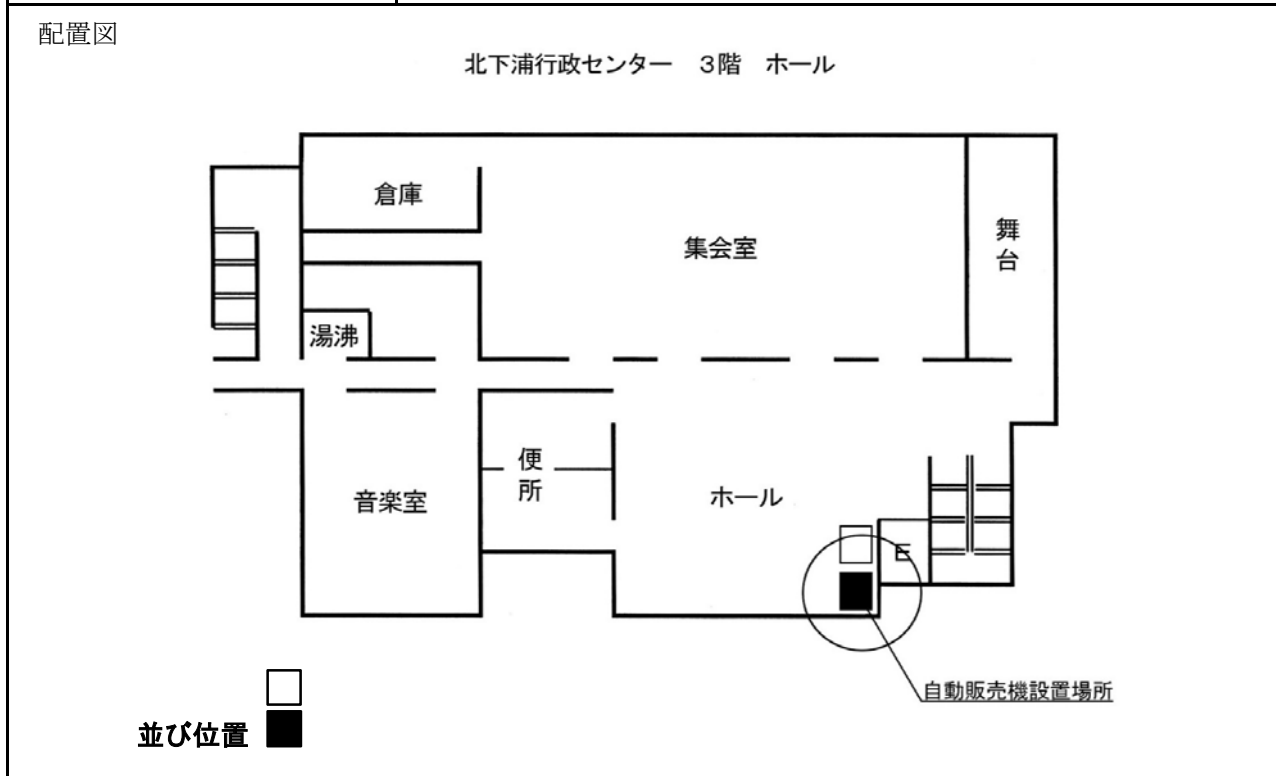 配置図
北下浦行政センター　３階　ホール
倉庫
集会室
舞台
湯沸
便所
音楽室
ホール
E
自動販売機設置場所
並び位置